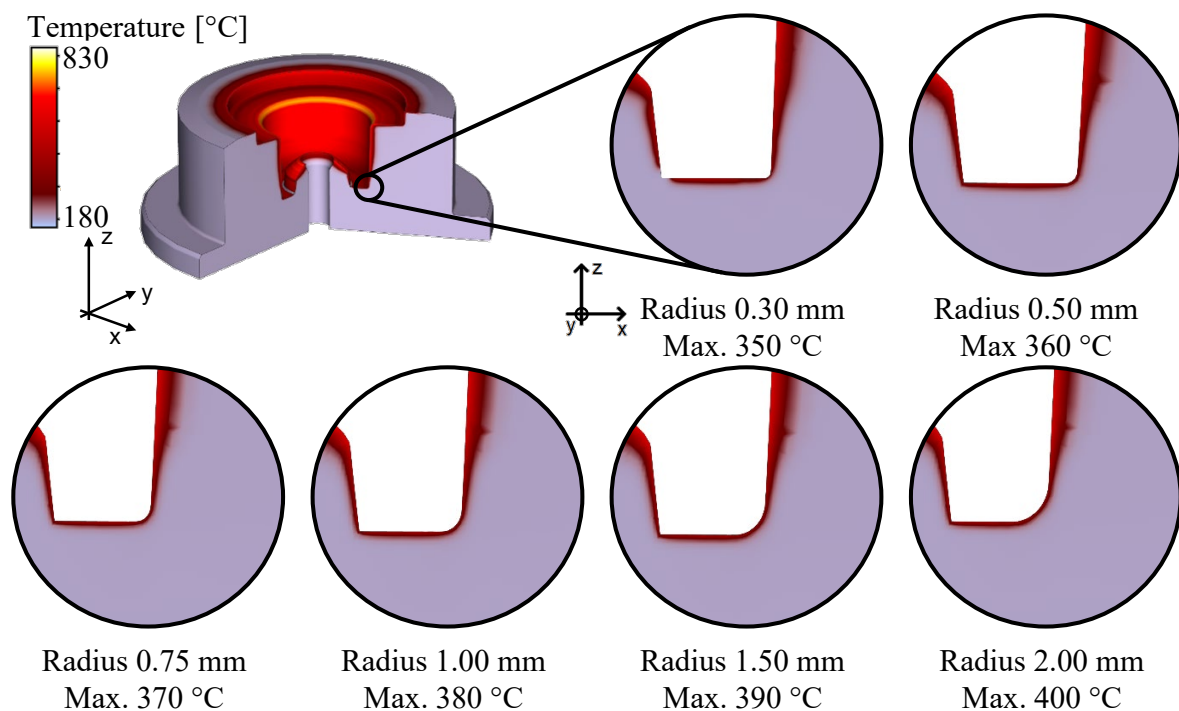 Temperature [°C]
830
180
z
y
x
z
y
x
Radius 0.30 mm
Max. 350 °C
Radius 0.50 mm
Max 360 °C
Radius 0.75 mm
Max. 370 °C
Radius 1.00 mm
Max. 380 °C
Radius 1.50 mm
Max. 390 °C
Radius 2.00 mm
Max. 400 °C